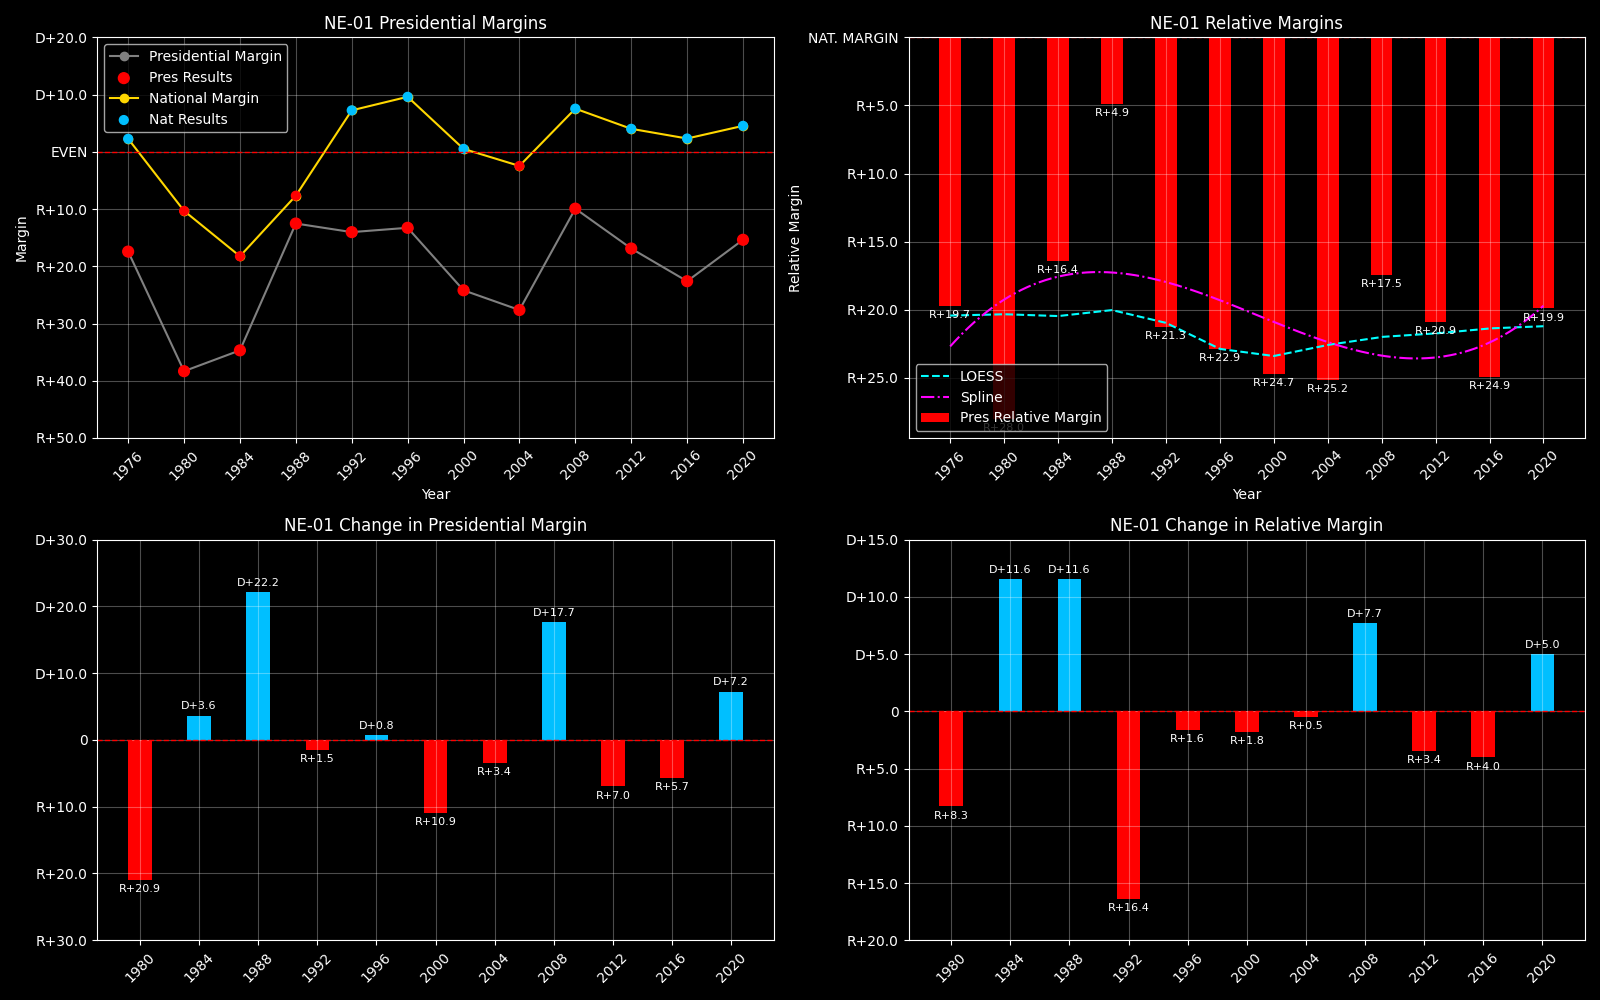 NE-01 Presidential Margins
D+20.0
D+10.0
EVEN
R+10.0
R+20.0
R+30.0
R+40.0
R+50.0
Margin
Presidential Margin
Pres Results
National Margin
Nat Results
1976 1980 1984 1988 1992 1996 2000 2004 2008 2012 2016 2020
Year
NE-01 Relative Margins
NAT. MARGIN
R+5.0
R+10.0
R+15.0
R+20.0
R+25.0
Relative Margin
R+19.7 R+28.0 R+16.4 R+4.9 R+21.3 R+22.9 R+24.7 R+25.2 R+17.5 R+20.9 R+24.9 R+19.9
LOESS
Spline
Pres Relative Margin
1976 1980 1984 1988 1992 1996 2000 2004 2008 2012 2016 2020
Year
NE-01 Change in Presidential Margin
D+30.0
D+20.0
D+10.0
0
R+10.0
R+20.0
R+30.0
R+20.9 D+3.6 D+22.2 R+1.5 D+0.8 R+10.9 R+3.4 D+17.7 R+7.0 R+5.7 D+7.2
1980 1984 1988 1992 1996 2000 2004 2008 2012 2016 2020
NE-01 Change in Relative Margin
D+15.0
D+10.0
D+5.0
0
R+5.0
R+10.0
R+15.0
R+20.0
R+8.3 D+11.6 D+11.6 R+16.4 R+1.6 R+1.8 R+0.5 D+7.7 R+3.4 R+4.0 D+5.0
1980 1984 1988 1992 1996 2000 2004 2008 2012 2016 2020